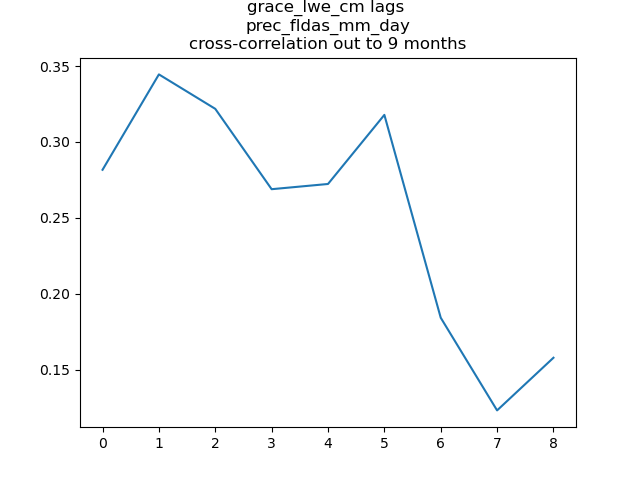 grace_lwe_cm lags
prec_fldas_mm_day
cross-correlation out to 9 months
0.35
0.30
0.25
0.20
0.15
0 1 2 3 4 5 6 7 8